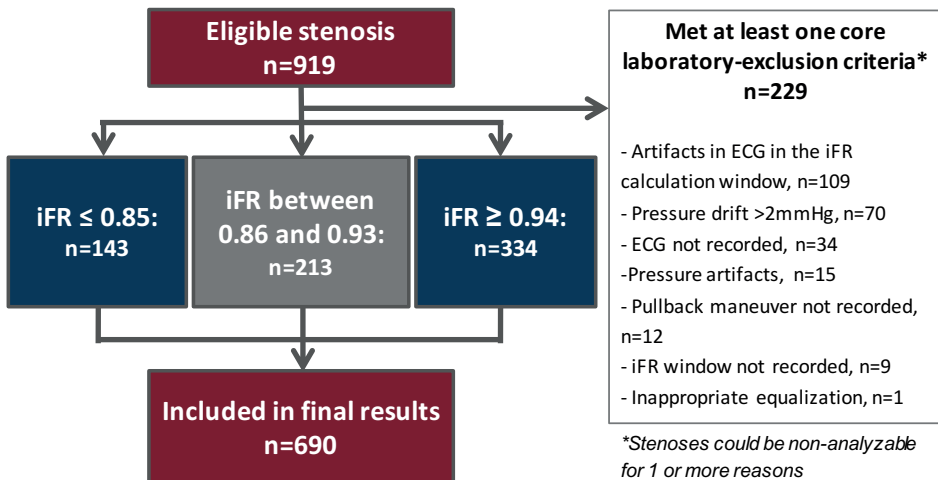 Eligible stenosis
n=919
Met at least one core
laboratory-exclusion criteria*
n=229
- Artifacts in ECG in the iFR
calculation window, n=109
- Pressure drift >2mmHg, n=70
- ECG not recorded, n=34
-Pressure artifacts,  n=15
- Pullback maneuver not recorded,
n=12
- iFR window not recorded, n=9
- Inappropriate equalization, n=1
*Stenoses could be non-analyzable
for 1 or more reasons
iFR ≤ 0.85:
n=143
iFR between
0.86 and 0.93:
n=213
iFR ≥ 0.94:
n=334
Included in final results
n=690